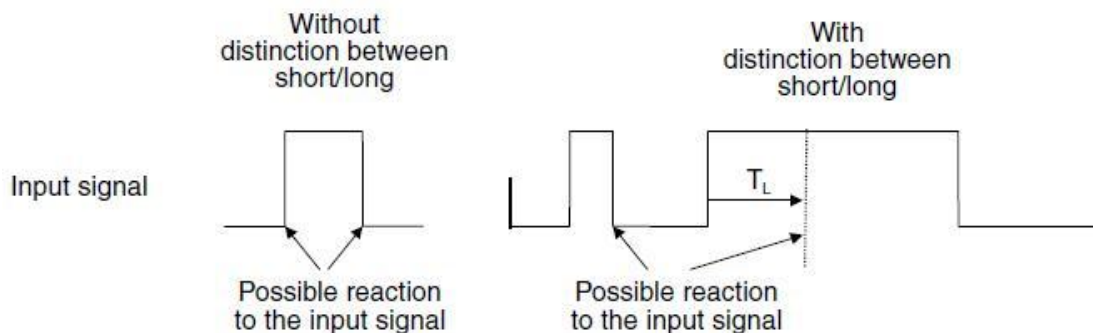 Without
distinction between
short/long
With
distinction between
short/long
Input signal
T_L
Possible reaction
to the input signal
Possible reaction
to the input signal